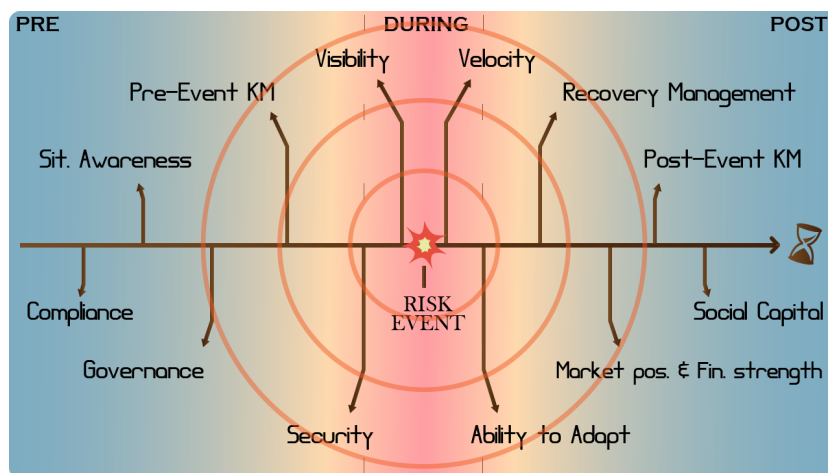 PRE
DURING
POST
Visibility
Velocity
Pre-Event KM
Recovery Management
Sit. Awareness
Post-Event KM
RISK
EVENT
Compliance
Social Capital
Governance
Market pos. & Fin. strength
Security
Ability to Adapt